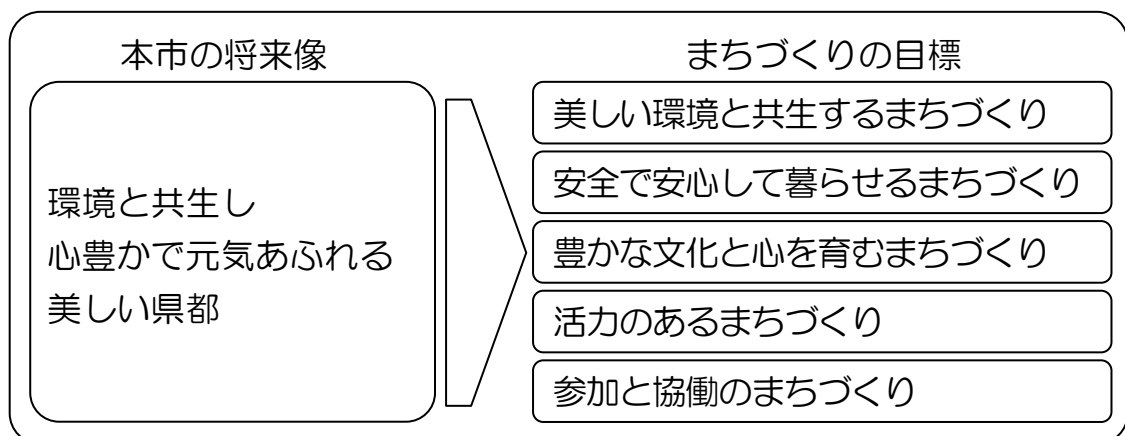 本市の将来像
環境と共生し
心豊かで元気あふれる
美しい県都
まちづくりの目標
美しい環境と共生するまちづくり
安全で安心して暮らせるまちづくり
豊かな文化と心を育むまちづくり
活力のあるまちづくり
参加と協働のまちづくり